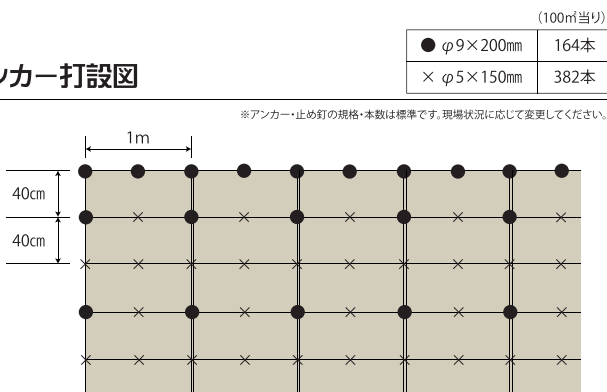 (100㎡当り)
● φ9×200㎜ 164本
× φ5×150㎜ 382本
ンカー打設図
※アンカー・止め釘の規格・本数は標準です。現場状況に応じて変更してください。
1m
40㎝
40㎝